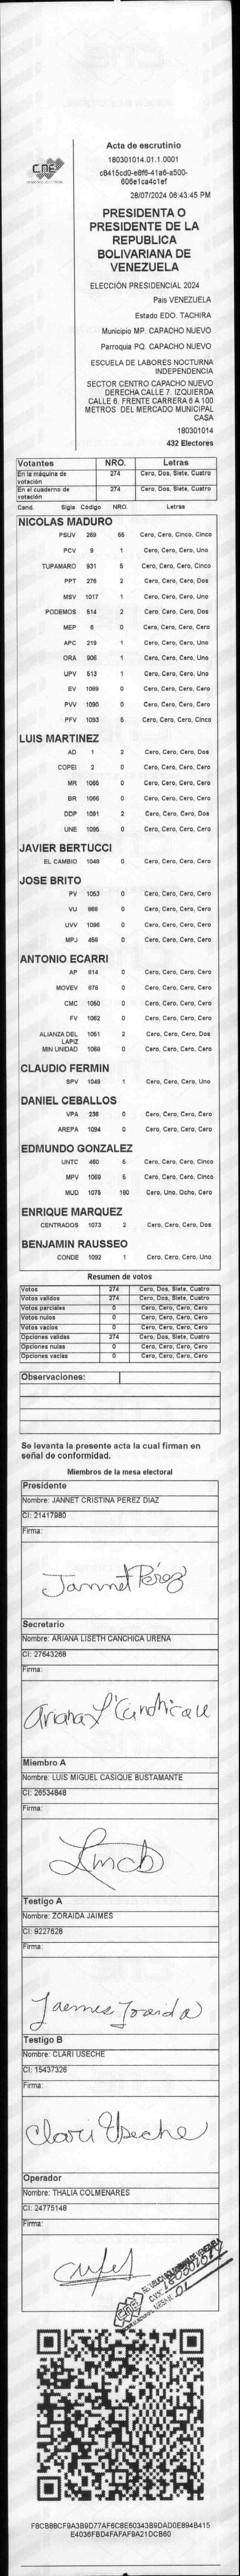 CNE
Acta de escrutinio
180301014.01.1.0001
c8415cd0-e8f6-41a6-a500-
606e1ca4c1ef
28/07/2024 06:43:45 PM
PRESIDENTA O
PRESIDENTE DE LA
REPUBLICA
BOLIVARIANA DE
VENEZUELA
ELECCIÓN PRESIDENCIAL 2024
Pais VENEZUELA
Estado EDO. TACHIRA
Municipio MP. CAPACHO NUEVO
Parroquia PQ. CAPACHO NUEVO
ESCUELA DE LABORES NOCTURNA
INDEPENDENCIA
SECTOR CENTRO CAPACHO NUEVO
DERECHA CALLE 7. IZQUIERDA
CALLE 6. FRENTE CARRERA 6 A 100
METROS DEL MERCADO MUNICIPAL
CASA
180301014
432 Electores
Votantes NRO. Letras
En la máquina de votación 274 Cero, Dos, Siete, Cuatro
En el cuaderno de votación 274 Cero, Dos, Siete, Cuatro
Cand. Sigla Código NRO. Letras
NICOLAS MADURO
PSUV 269 55 Cero, Cero, Cinco, Cinco
PCV 9 1 Cero, Cero, Cero, Uno
TUPAMARO 931 5 Cero, Cero, Cero, Cinco
PPT 276 2 Cero, Cero, Cero, Dos
MSV 1017 1 Cero, Cero, Cero, Uno
PODEMOS 514 2 Cero, Cero, Cero, Dos
MEP 6 0 Cero, Cero, Cero, Cero
APC 219 1 Cero, Cero, Cero, Uno
ORA 906 1 Cero, Cero, Cero, Uno
UPV 513 1 Cero, Cero, Cero, Uno
EV 1089 0 Cero, Cero, Cero, Cero
PVV 1090 0 Cero, Cero, Cero, Cero
PFV 1093 5 Cero, Cero, Cero, Cinco
LUIS MARTINEZ
AD 1 2 Cero, Cero, Cero, Dos
COPEI 2 0 Cero, Cero, Cero, Cero
MR 1065 0 Cero, Cero, Cero, Cero
BR 1066 0 Cero, Cero, Cero, Cero
DDP 1091 2 Cero, Cero, Cero, Dos
UNE 1095 0 Cero, Cero, Cero, Cero
JAVIER BERTUCCI
EL CAMBIO 1048 0 Cero, Cero, Cero, Cero
JOSE BRITO
PV 1053 0 Cero, Cero, Cero, Cero
VU 988 0 Cero, Cero, Cero, Cero
UVV 1096 0 Cero, Cero, Cero, Cero
MPJ 458 0 Cero, Cero, Cero, Cero
ANTONIO ECARRI
AP 814 0 Cero, Cero, Cero, Cero
MOVEV 878 0 Cero, Cero, Cero, Cero
CMC 1050 0 Cero, Cero, Cero, Cero
FV 1062 0 Cero, Cero, Cero, Cero
ALIANZA DEL LAPIZ 1051 2 Cero, Cero, Cero, Dos
MIN UNIDAD 1068 0 Cero, Cero, Cero, Cero
CLAUDIO FERMIN
SPV 1049 1 Cero, Cero, Cero, Uno
DANIEL CEBALLOS
VPA 236 0 Cero, Cero, Cero, Cero
AREPA 1094 0 Cero, Cero, Cero, Cero
EDMUNDO GONZALEZ
UNTC 460 5 Cero, Cero, Cero, Cinco
MPV 1069 5 Cero, Cero, Cero, Cinco
MUD 1075 180 Cero, Uno, Ocho, Cero
ENRIQUE MARQUEZ
CENTRADOS 1073 2 Cero, Cero, Cero, Dos
BENJAMIN RAUSSEO
CONDE 1092 1 Cero, Cero, Cero, Uno
Resumen de votos
Votos 274 Cero, Dos, Siete, Cuatro
Votos validos 274 Cero, Dos, Siete, Cuatro
Votos parciales 0 Cero, Cero, Cero, Cero
Votos nulos 0 Cero, Cero, Cero, Cero
Votos vacios 0 Cero, Cero, Cero, Cero
Opciones validas 274 Cero, Dos, Siete, Cuatro
Opciones nulas 0 Cero, Cero, Cero, Cero
Opciones vacias 0 Cero, Cero, Cero, Cero
Observaciones:
Se levanta la presente acta la cual firman en
señal de conformidad.
Miembros de la mesa electoral
Presidente
Nombre: JANNET CRISTINA PEREZ DIAZ
CI: 21417980
Firma:
Jannet Pérez
Secretario
Nombre: ARIANA LISETH CANCHICA UREÑA
CI: 27643268
Firma:
Ariana L Canchica U
Miembro A
Nombre: LUIS MIGUEL CASIQUE BUSTAMANTE
CI: 26534848
Firma:
Lmcb
Testigo A
Nombre: ZORAIDA JAIMES
CI: 9227628
Firma:
Jaemes Zoraida
Testigo B
Nombre: CLARI USECHE
CI: 15437326
Firma:
Clari Useche
Operador
Nombre: THALIA COLMENARES
CI: 24775148
Firma:
REPUBLICA BOLIVARIANA DE VENEZUELA
180301014
01
F8CB88CF9A3B9D77AF6C8E60343B9DAD0E894B415
E4036FBD4FAFAF9A21DCB60